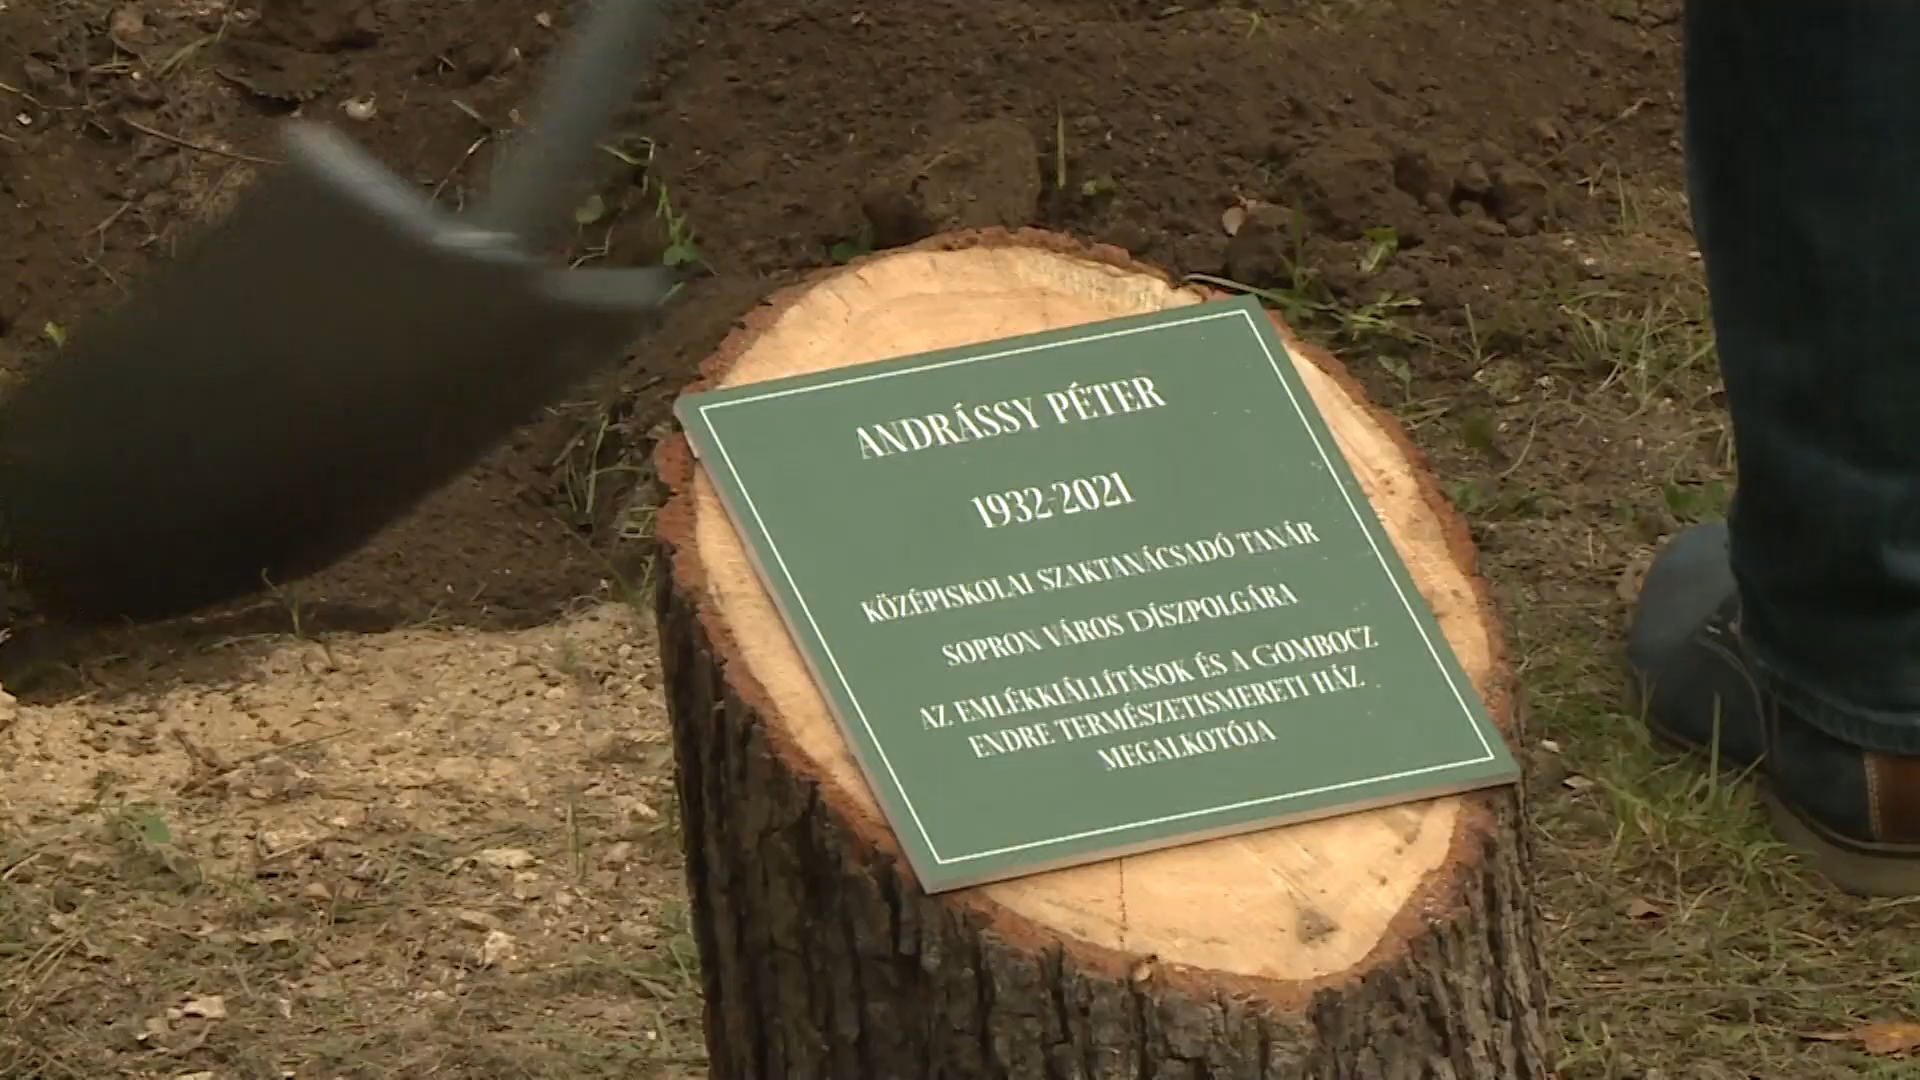 ANDRÁSSY PÉTER
1932-2021
KÖZÉPISKOLAI SZAKTANÁCSADÓ TANÁR
SOPRON VÁROS DÍSZPOLGÁRA
AZ EMLÉKKIÁLLÍTÁSOK ÉS A GOMBOCZ
ENDRE TERMÉSZETISMERETI HÁZ
MEGALKOTÓJA